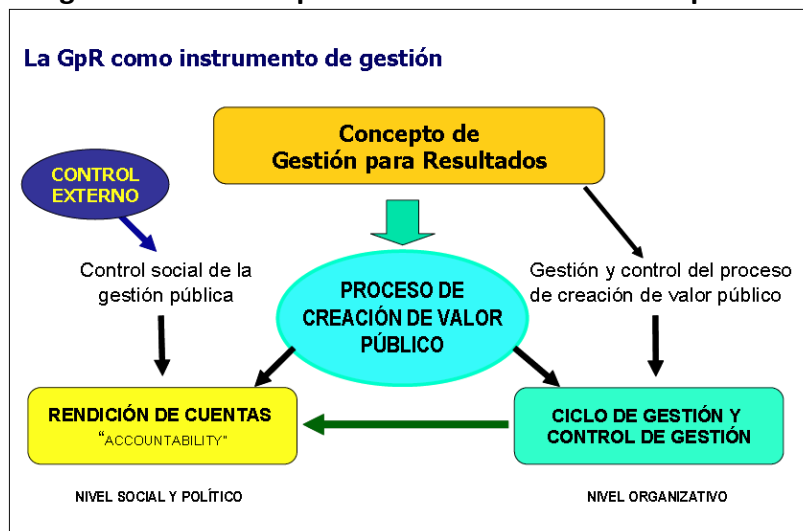 La GpR como instrumento de gestión
Concepto de
Gestión para Resultados
CONTROL
EXTERNO
Control social de la
gestión pública
PROCESO DE
CREACIÓN DE VALOR
PÚBLICO
Gestión y control del proceso
de creación de valor público
RENDICIÓN DE CUENTAS
“ACCOUNTABILITY”
CICLO DE GESTIÓN Y
CONTROL DE GESTIÓN
NIVEL SOCIAL Y POLÍTICO
NIVEL ORGANIZATIVO